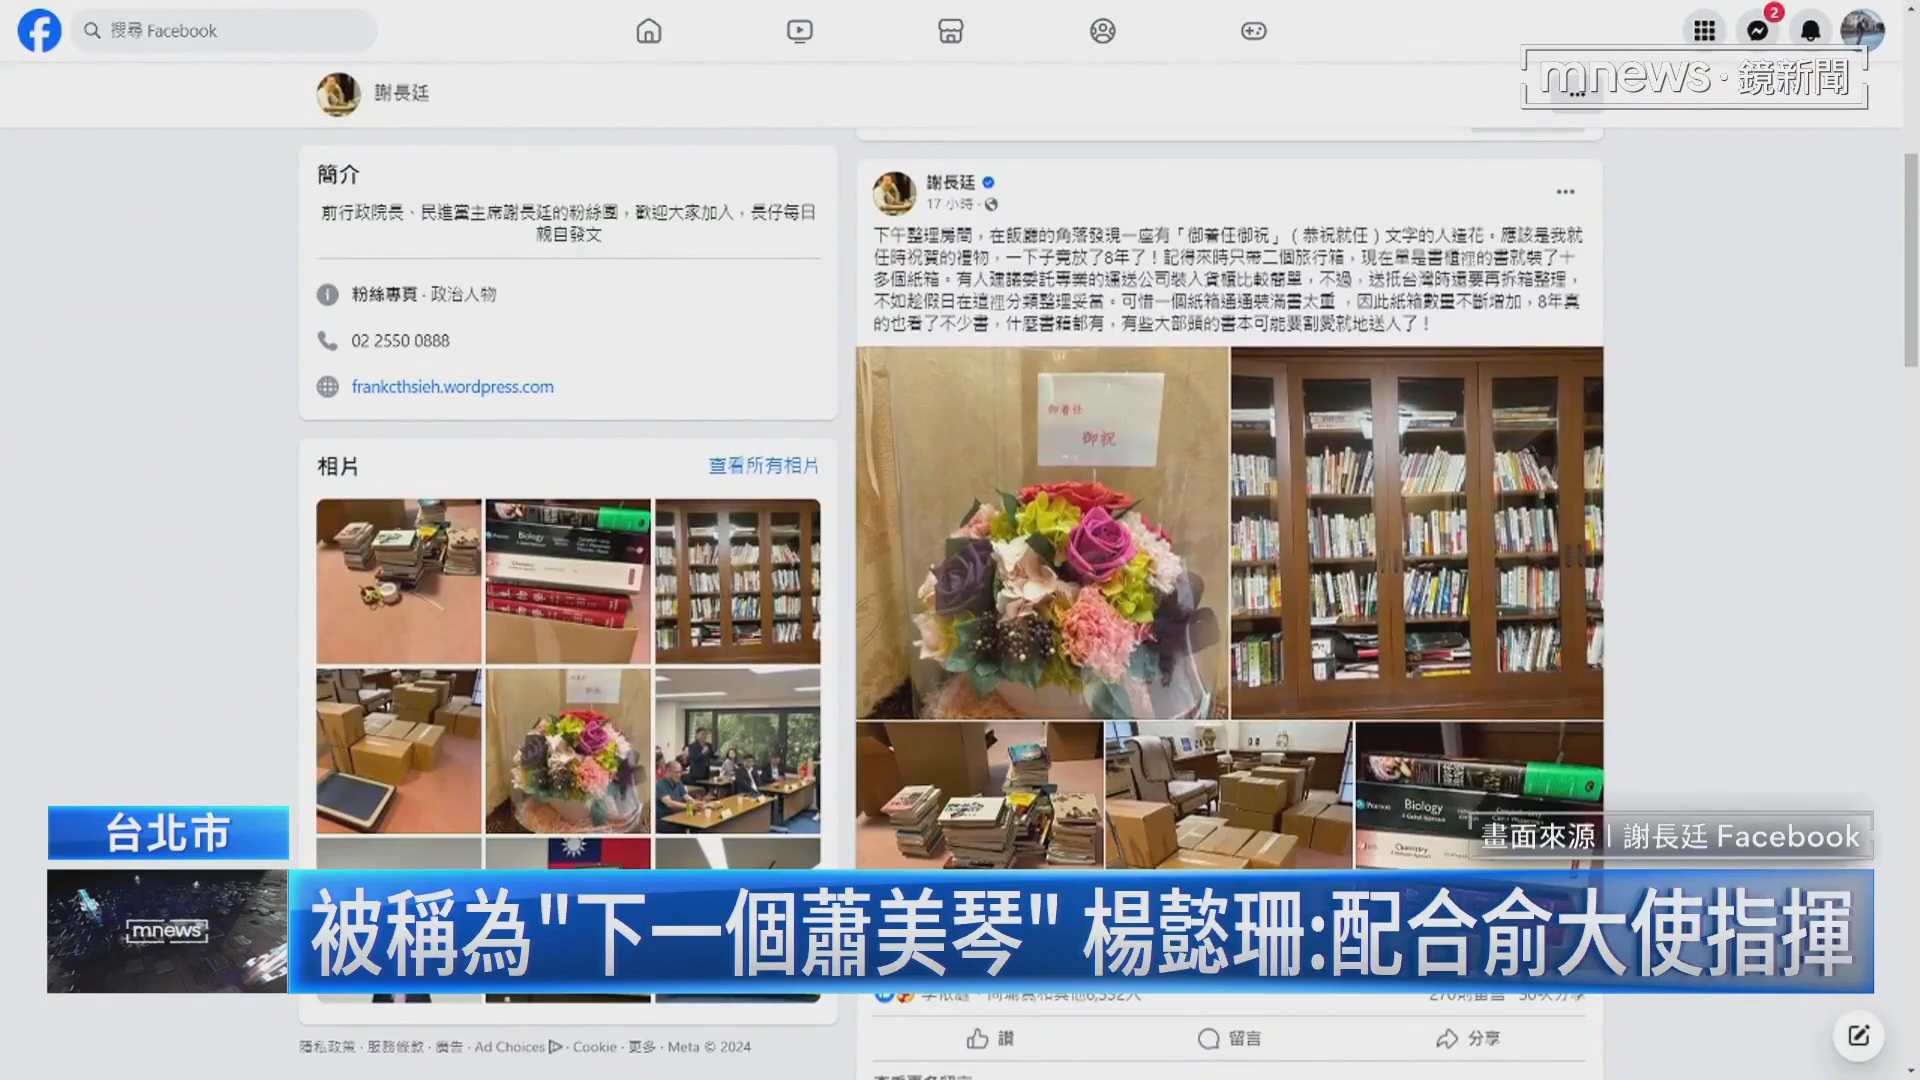 搜尋 Facebook
2
mnews·鏡新聞
謝長廷
簡介
前行政院長、民進黨主席謝長廷的粉絲團，歡迎大家加入，長仔每日
親自發文
粉絲專頁 · 政治人物
02 2550 0888
frankcthsieh.wordpress.com
相片
查看所有相片
謝長廷
17 小時 ·
下午整理房間，在飯廳的角落發現一座有「御着任御祝」（恭祝就任）文字的人造花。應該是我就
任時祝賀的禮物，一下子竟放了8年了！記得來時只帶二個旅行箱，現在單是書櫃裡的書就裝了十
多個紙箱。有人建議委託專業的運送公司裝入貨櫃比較簡單，不過，送抵台灣時還要再拆箱整理，
不如趁假日在這裡分類整理妥當。可惜一個紙箱通通裝滿書太重 ，因此紙箱數量不斷增加，8年真
的也看了不少書，什麼書籍都有，有些大部頭的書本可能要割愛就地送人了！
御着任
御祝
Biology
Chemistry
Pearson
Biology
Chemistry
畫面來源｜謝長廷 Facebook
台北市
mnews
被稱為"下一個蕭美琴" 楊懿珊:配合俞大使指揮
讚
留言
分享
隱私政策 · 服務條款 · 廣告 · Ad Choices · Cookie · 更多 · Meta © 2024